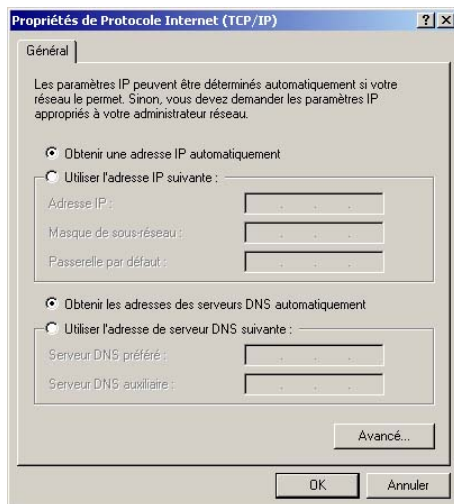 Propriétés de Protocole Internet (TCP/IP)
Général
Les paramètres IP peuvent être déterminés automatiquement si votre
réseau le permet. Sinon, vous devez demander les paramètres IP
appropriés à votre administrateur réseau.
Obtenir une adresse IP automatiquement
Utiliser l'adresse IP suivante :
Adresse IP :
Masque de sous-réseau :
Passerelle par défaut :
Obtenir les adresses des serveurs DNS automatiquement
Utiliser l'adresse de serveur DNS suivante :
Serveur DNS préféré :
Serveur DNS auxiliaire :
Avancé...
OK Annuler